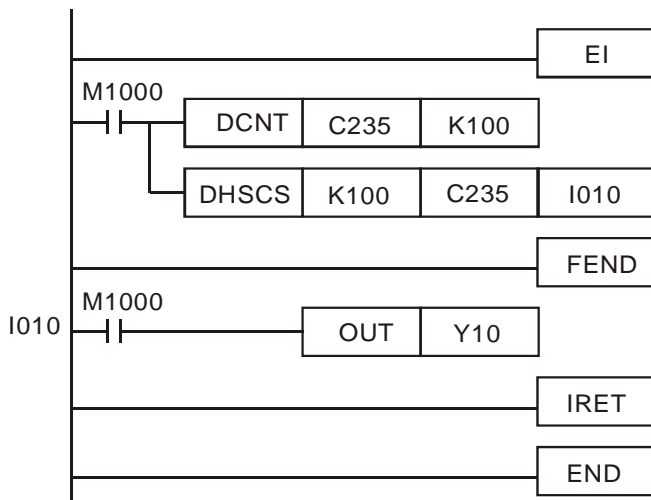 EI
M1000
DCNT C235 K100
DHSCS K100 C235 I010
FEND
M1000
I010 OUT Y10
IRET
END